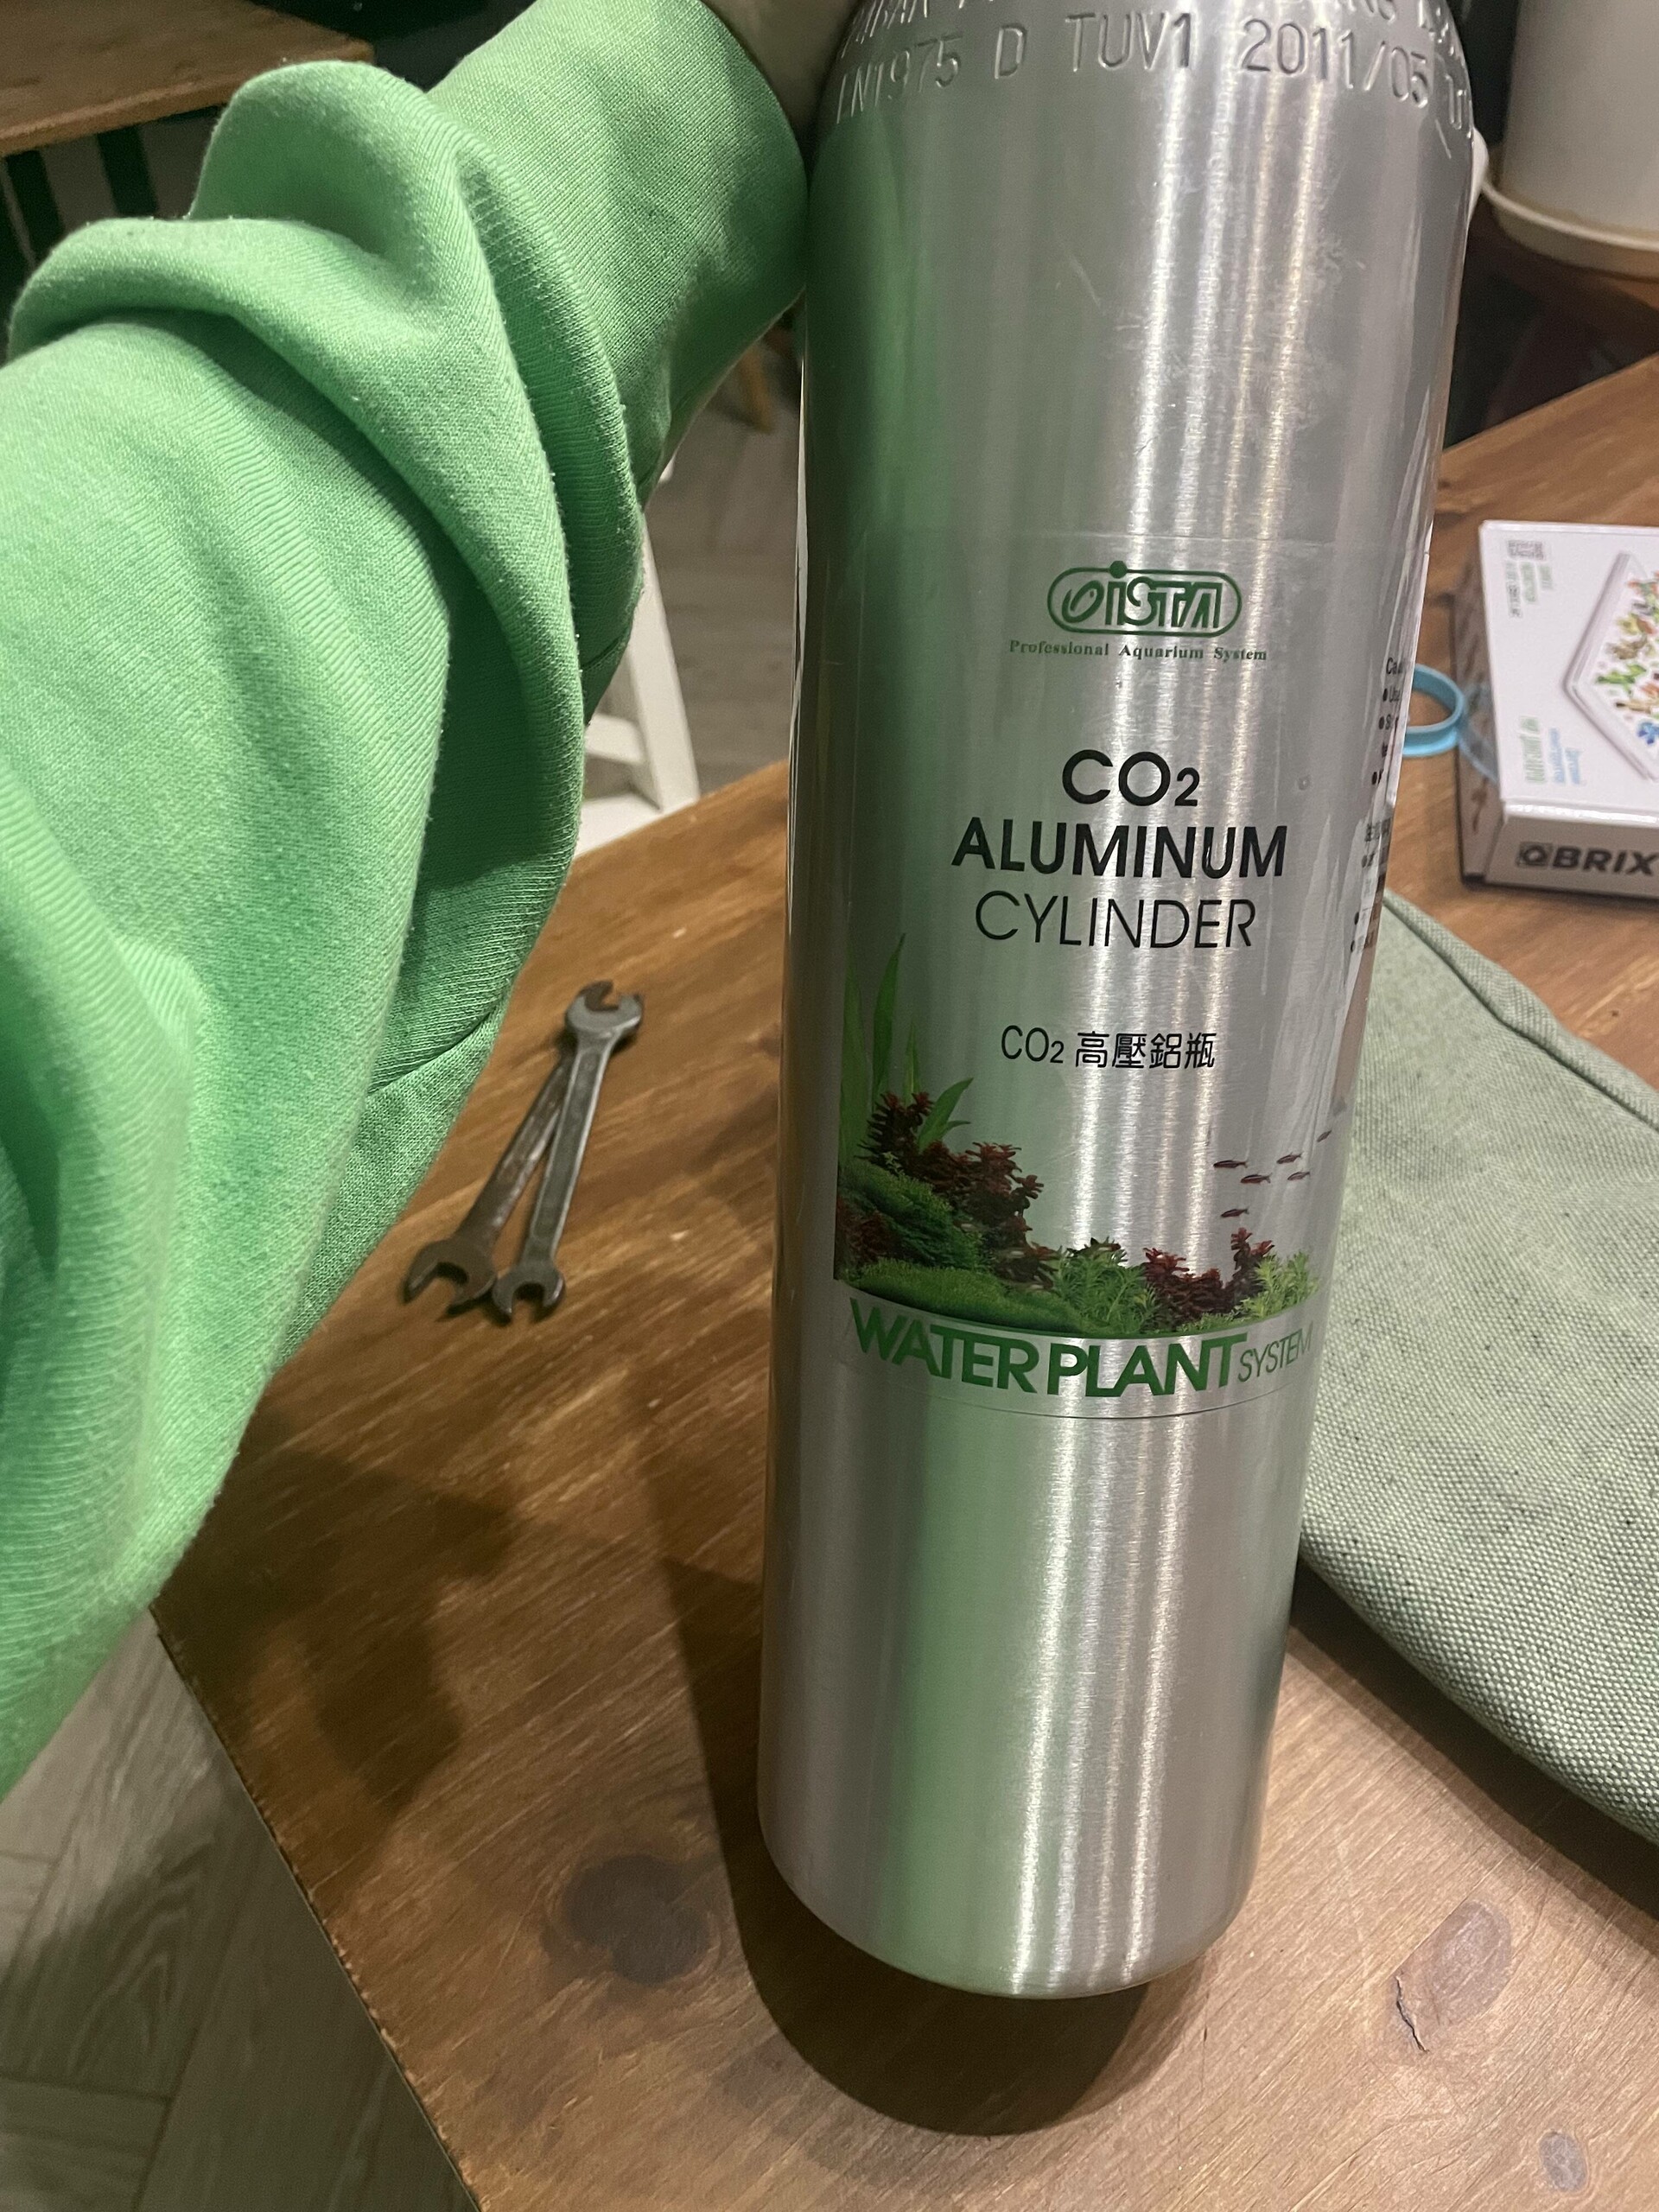 EN1975 D TUV1 2011/05
ISTA
Professional Aquarium System
CO2
ALUMINUM
CYLINDER
CO2 高壓鋁瓶
WATER PLANT SYSTEM
QBRIX